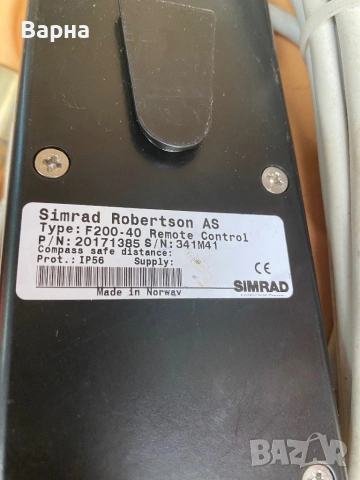 Варна
Simrad Robertson AS
Type: F200-40 Remote Control
P/N: 20171385 S/N: 341M41
Compass safe distance:
Prot.: IP56 Supply:
CE
SIMRAD
Made in Norway
BAZAR